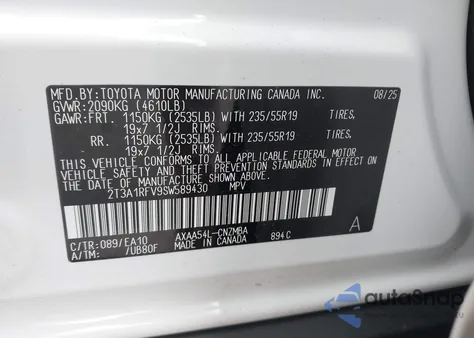 MFD.BY:TOYOTA MOTOR MANUFACTURING CANADA INC. 08/25
GVWR:2090KG (4610LB)
GAWR:FRT. 1150KG (2535LB) WITH 235/55R19 TIRES,
19x7 1/2J RIMS.
RR. 1150KG (2535LB) WITH 235/55R19 TIRES,
19x7 1/2J RIMS.
THIS VEHICLE CONFORMS TO ALL APPLICABLE FEDERAL MOTOR
VEHICLE SAFETY AND THEFT PREVENTION STANDARDS IN EFFECT
ON THE DATE OF MANUFACTURE SHOWN ABOVE.
2T3A1RFV9SW589430 MPV
C/TR:089/EA10 AXAA54L-CNZMBA 894C A
A/TM: /UB80F MADE IN CANADA
autoSnap